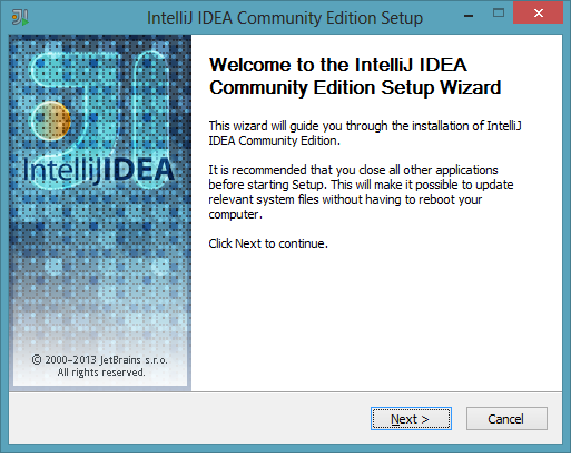 IntelliJ IDEA Community Edition Setup
Welcome to the IntelliJ IDEA
Community Edition Setup Wizard
This wizard will guide you through the installation of IntelliJ
IDEA Community Edition.
It is recommended that you close all other applications
before starting Setup. This will make it possible to update
relevant system files without having to reboot your
computer.
Click Next to continue.
IntelliJIDEA
© 2000-2013 JetBrains s.r.o.
All rights reserved.
Next >
Cancel